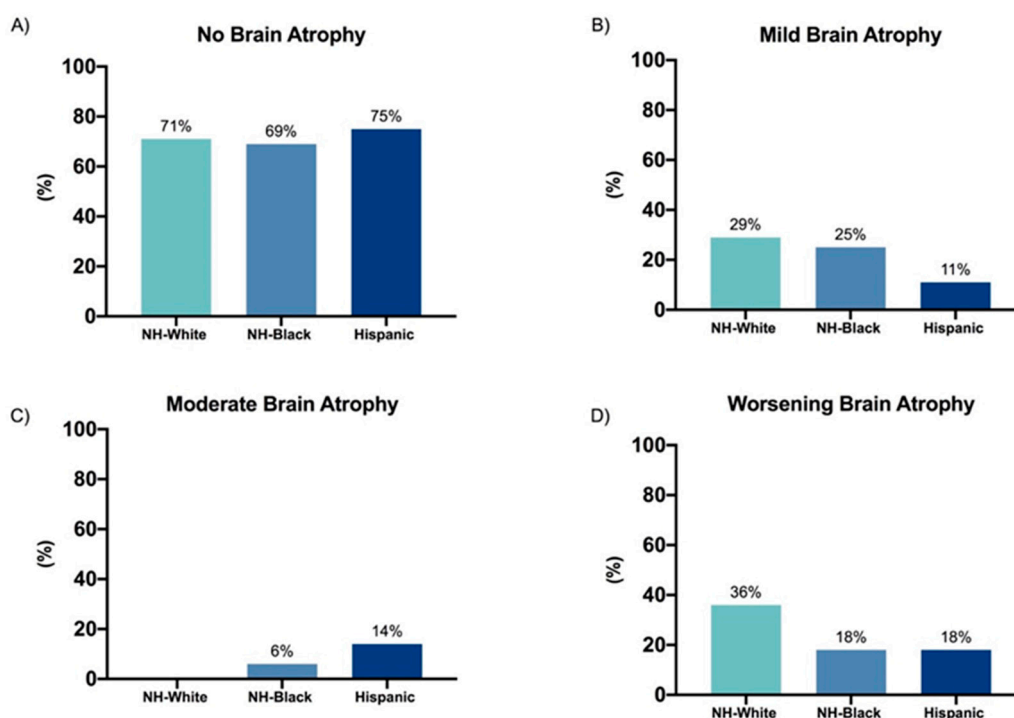 A)
No Brain Atrophy
100
80
60
40
20
0
(%)
71%
69%
75%
NH-White
NH-Black
Hispanic
B)
Mild Brain Atrophy
100
80
60
40
20
0
(%)
29%
25%
11%
NH-White
NH-Black
Hispanic
C)
Moderate Brain Atrophy
100
80
60
40
20
0
(%)
6%
14%
NH-White
NH-Black
Hispanic
D)
Worsening Brain Atrophy
100
80
60
40
20
0
(%)
36%
18%
18%
NH-White
NH-Black
Hispanic